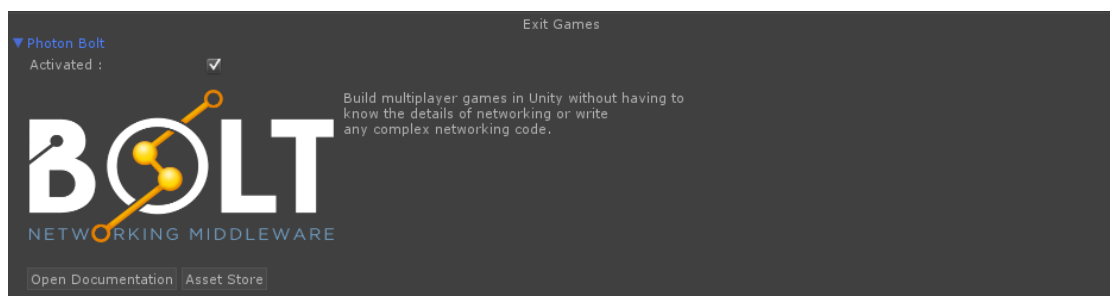 Exit Games
Photon Bolt
Activated :
Build multiplayer games in Unity without having to
know the details of networking or write
any complex networking code.
BOLT
NETWORKING MIDDLEWARE
Open Documentation
Asset Store